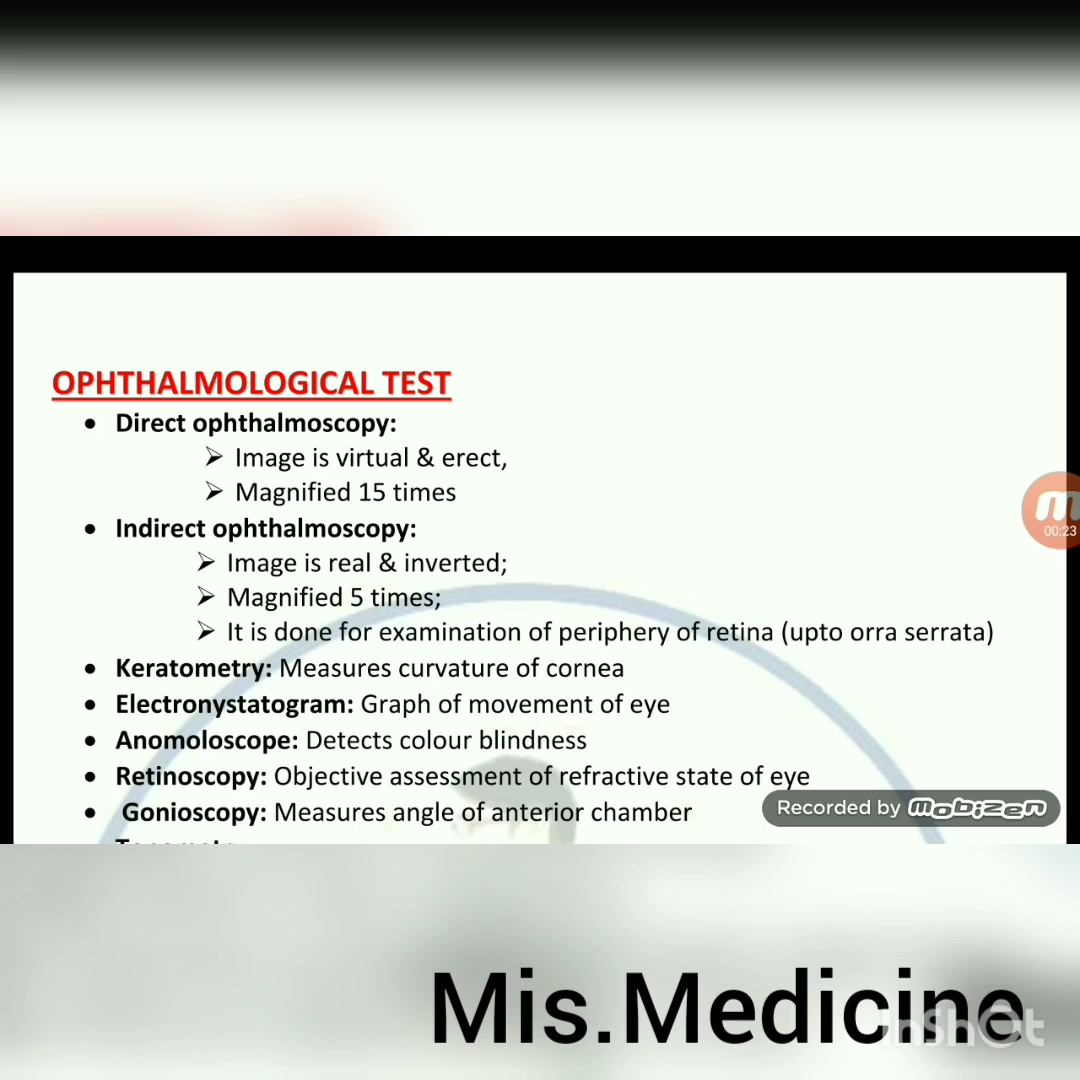 OPHTHALMOLOGICAL TEST
• Direct ophthalmoscopy:
➢ Image is virtual & erect,
➢ Magnified 15 times
• Indirect ophthalmoscopy:
➢ Image is real & inverted;
➢ Magnified 5 times;
➢ It is done for examination of periphery of retina (upto orra serrata)
• Keratometry: Measures curvature of cornea
• Electronystatogram: Graph of movement of eye
• Anomoloscope: Detects colour blindness
• Retinoscopy: Objective assessment of refractive state of eye
• Gonioscopy: Measures angle of anterior chamber
m
00:23
Recorded by mobizen
Mis.Medicine
InShot